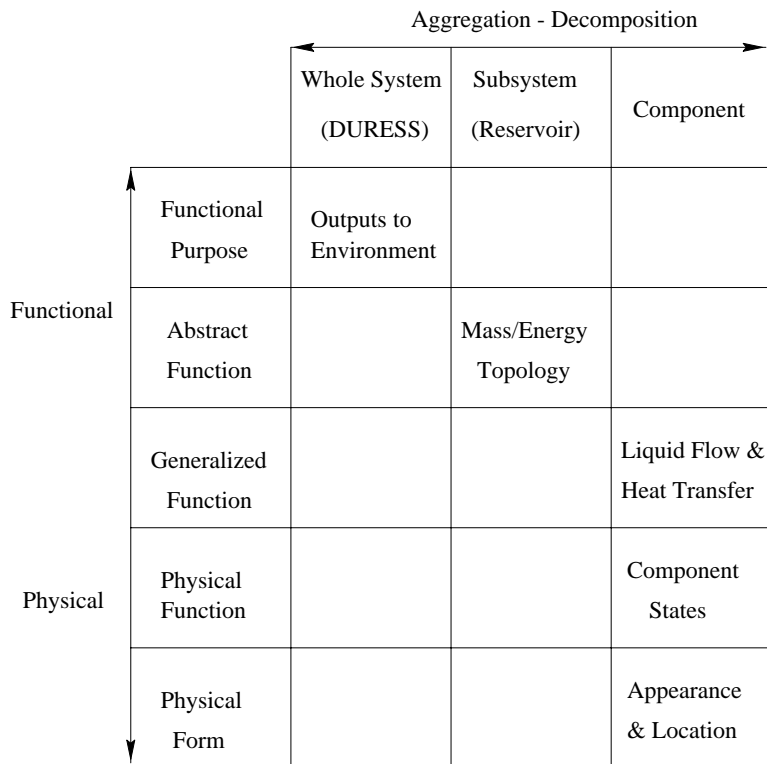 Aggregation - Decomposition
Whole System
(DURESS)
Subsystem
(Reservoir)
Component
Functional
Physical
Functional
Purpose
Outputs to
Environment
Abstract
Function
Mass/Energy
Topology
Generalized
Function
Liquid Flow &
Heat Transfer
Physical
Function
Component
States
Physical
Form
Appearance
& Location